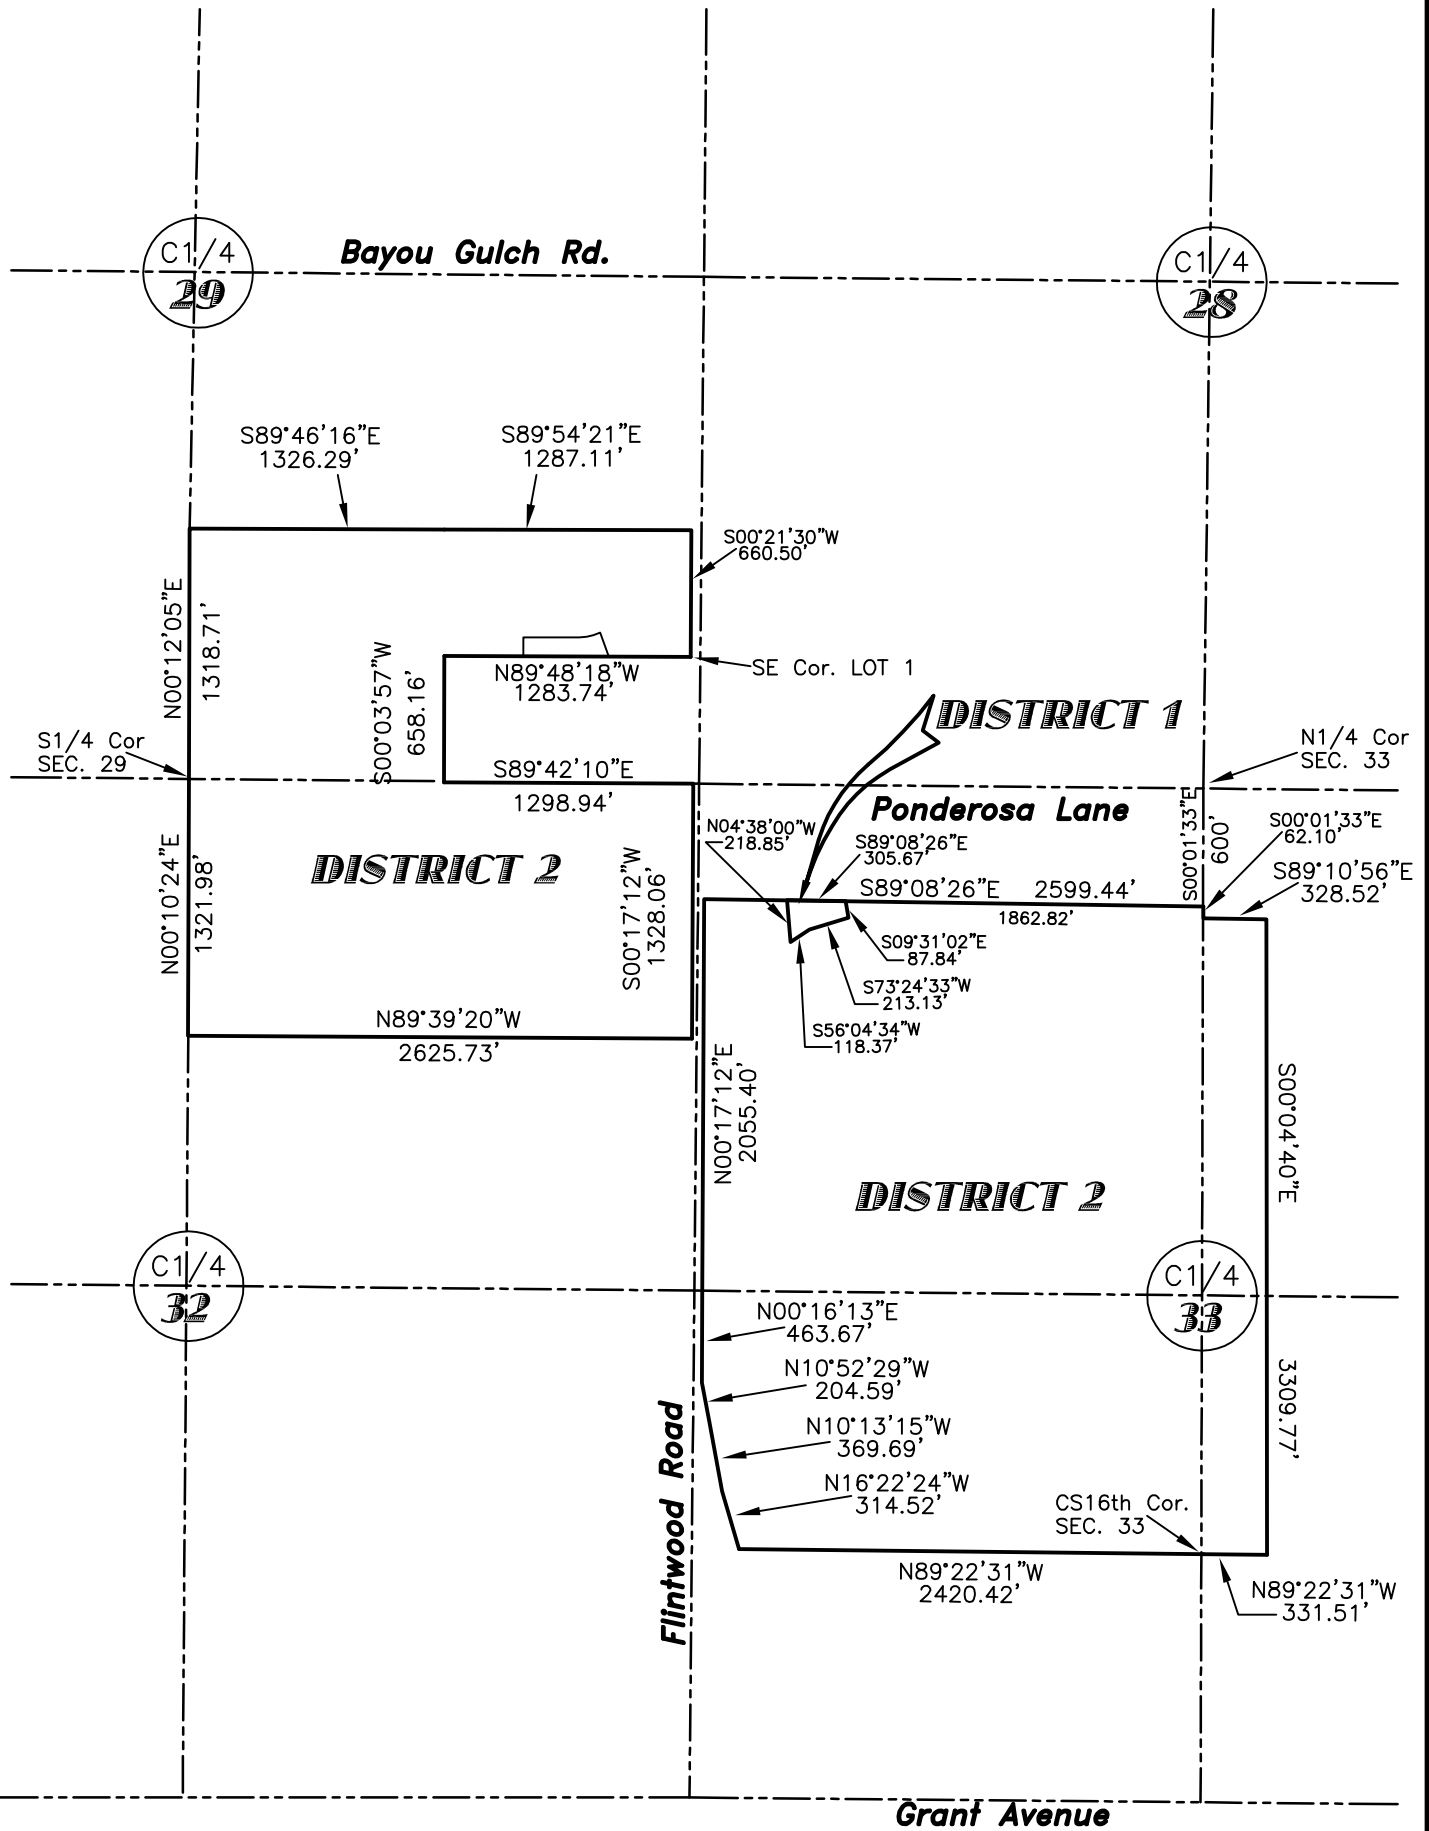 C1/4
29
Bayou Gulch Rd.
C1/4
28
S89°46'16"E
1326.29'
S89°54'21"E
1287.11'
S00°21'30"W
660.50'
N00°12'05"E
1318.71'
S00°03'57"W
658.16'
N89°48'18"W
1283.74'
SE Cor. LOT 1
DISTRICT 1
S1/4 Cor
SEC. 29
N1/4 Cor
SEC. 33
S89°42'10"E
1298.94'
Ponderosa Lane
S00°01'33"E
600'
S00°01'33"E
62.10'
N04°38'00"W
218.85'
S89°08'26"E
305.67'
S89°10'56"E
328.52'
N00°10'24"E
1321.98'
DISTRICT 2
S00°17'12"W
1328.06'
S89°08'26"E 2599.44'
1862.82'
S09°31'02"E
87.84'
S73°24'33"W
213.13'
S56°04'34"W
118.37'
N89°39'20"W
2625.73'
N00°17'12"E
2055.40'
S00°04'40"E
3309.77'
DISTRICT 2
C1/4
32
C1/4
33
N00°16'13"E
463.67'
N10°52'29"W
204.59'
N10°13'15"W
369.69'
N16°22'24"W
314.52'
Flintwood Road
CS16th Cor.
SEC. 33
N89°22'31"W
2420.42'
N89°22'31"W
331.51'
Grant Avenue